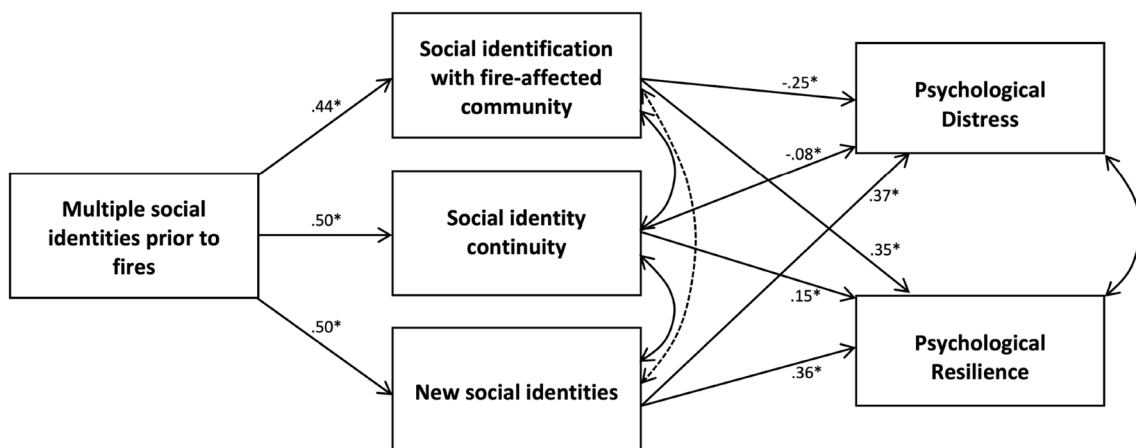 Multiple social
identities prior to
fires
.44*
.50*
.50*
Social identification
with fire-affected
community
Social identity
continuity
New social identities
-.25*
-.08*
.37*
.35*
.15*
.36*
Psychological
Distress
Psychological
Resilience